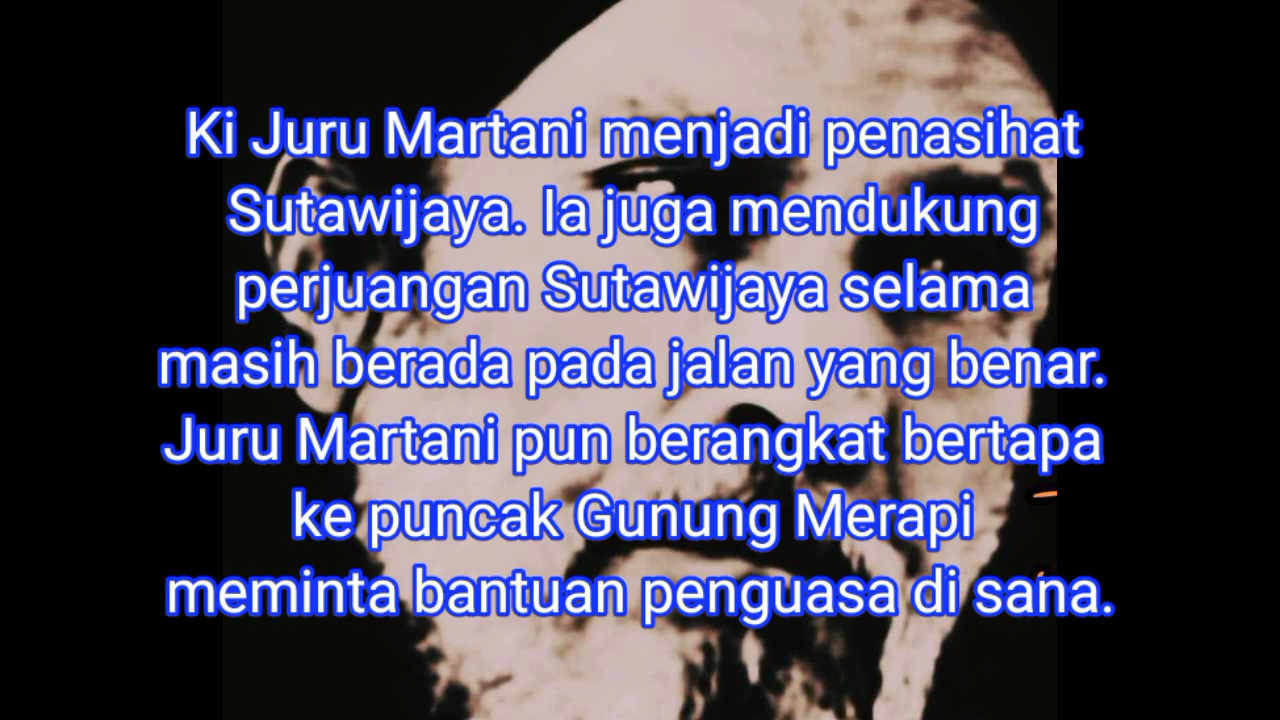 Ki Juru Martani menjadi penasihat
Sutawijaya. Ia juga mendukung
perjuangan Sutawijaya selama
masih berada pada jalan yang benar.
Juru Martani pun berangkat bertapa
ke puncak Gunung Merapi
meminta bantuan penguasa di sana.